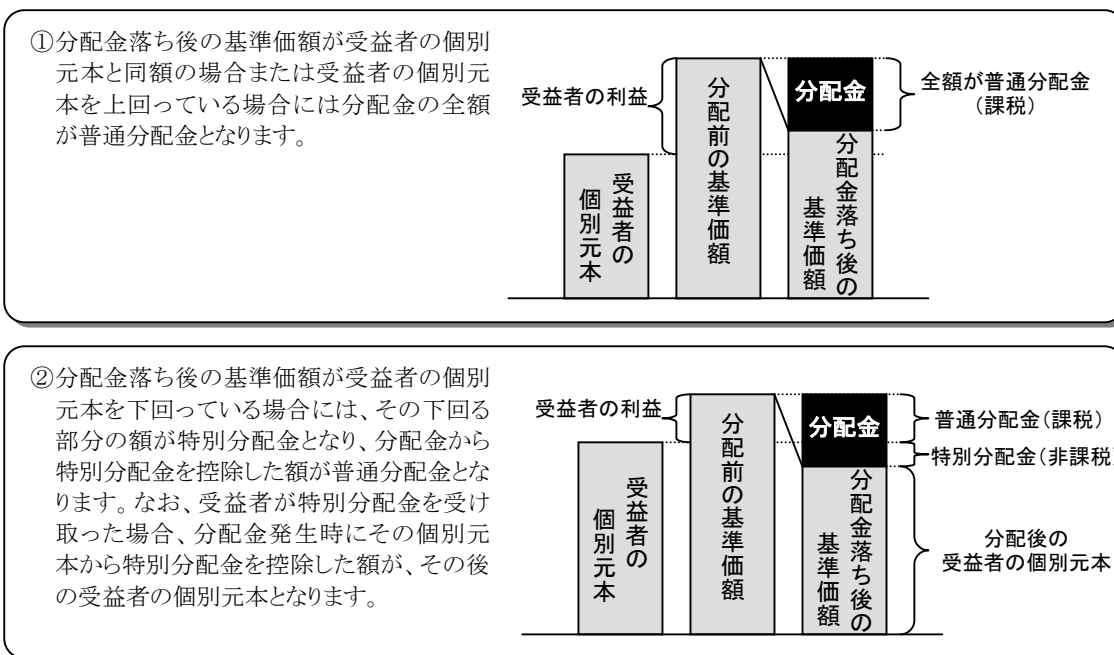 ①分配金落ち後の基準価額が受益者の個別
元本と同額の場合または受益者の個別元
本を上回っている場合には分配金の全額
が普通分配金となります。
受益者の利益
受益者の
個別元本
分配前の基準価額
分配金
分配金落ち後の
基準価額
全額が普通分配金
(課税)
②分配金落ち後の基準価額が受益者の個別
元本を下回っている場合には、その下回る
部分の額が特別分配金となり、分配金から
特別分配金を控除した額が普通分配金とな
ります。なお、受益者が特別分配金を受け
取った場合、分配金発生時にその個別元
本から特別分配金を控除した額が、その後
の受益者の個別元本となります。
受益者の利益
受益者の
個別元本
分配前の基準価額
分配金
分配金落ち後の
基準価額
普通分配金(課税)
特別分配金(非課税)
分配後の
受益者の個別元本